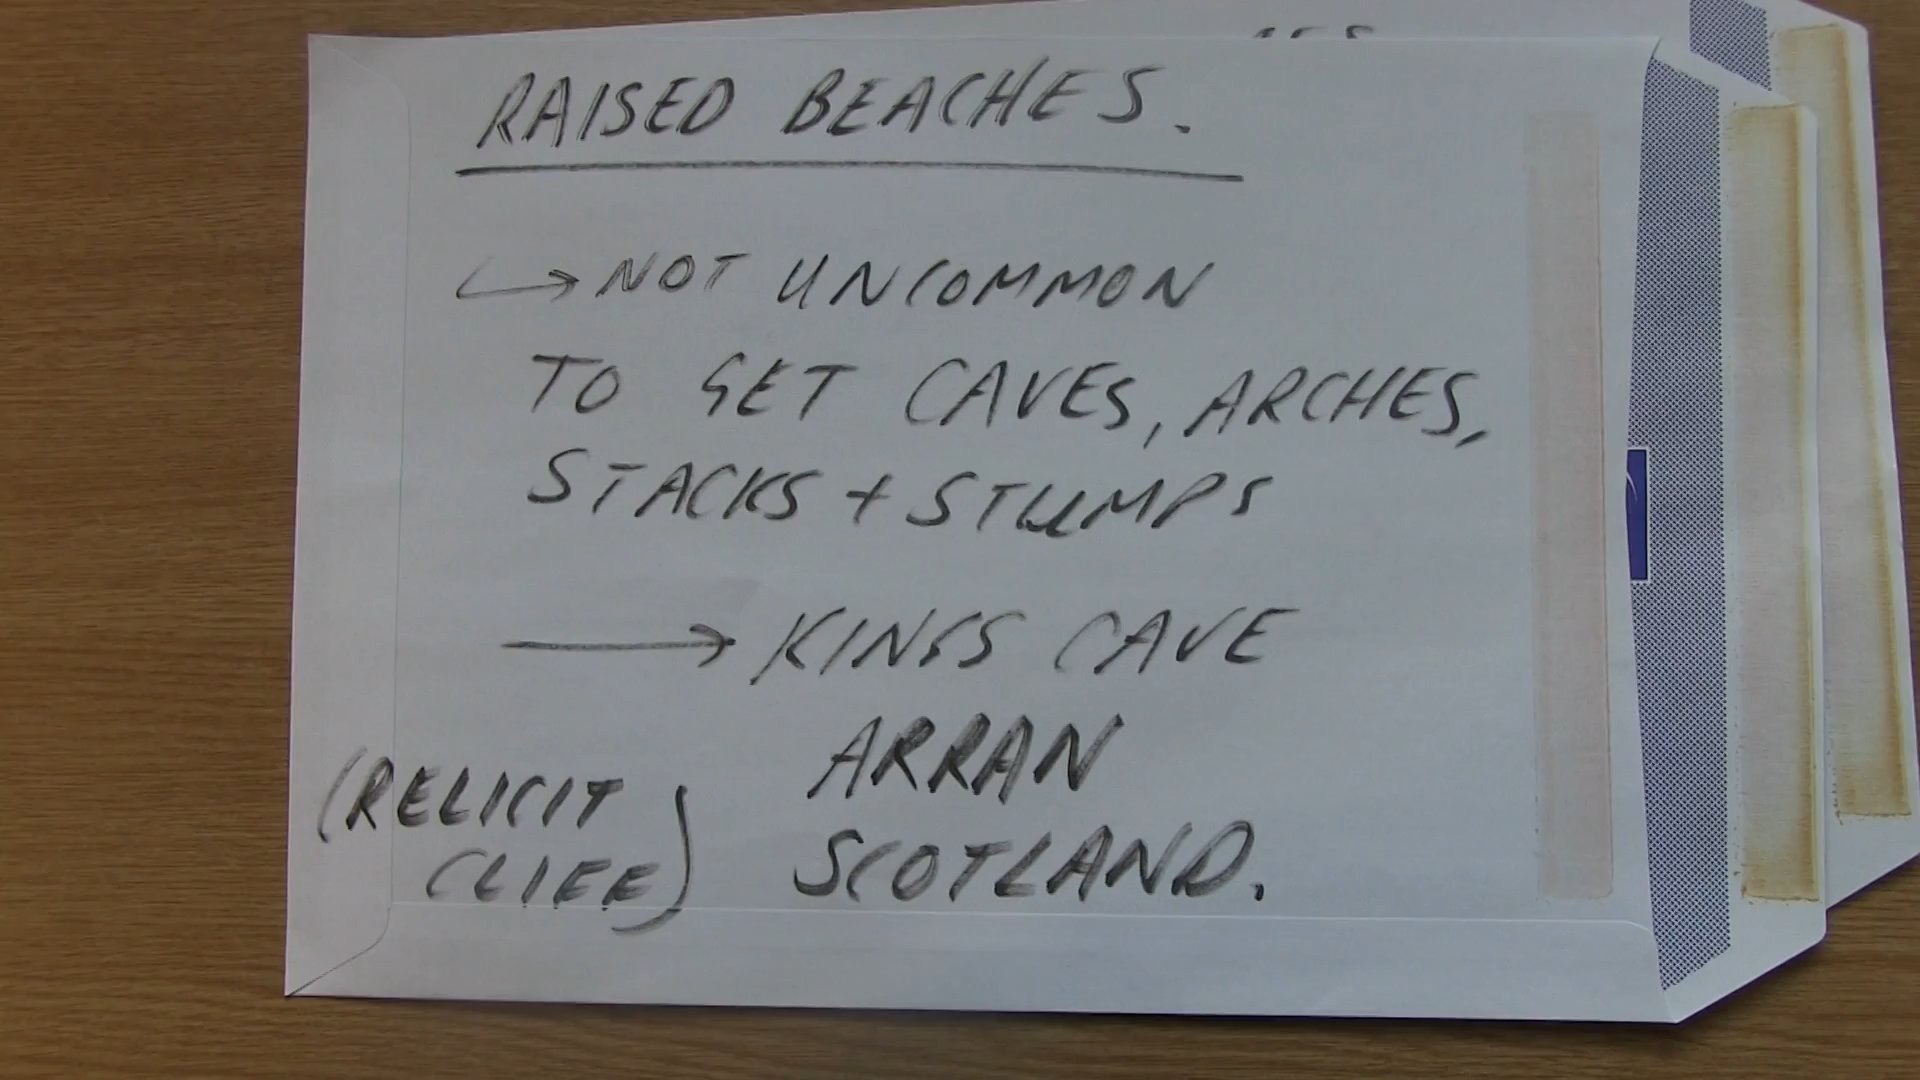 RAISED BEACHES.
→ NOT UNCOMMON
TO GET CAVES, ARCHES,
STACKS + STUMPS
→ KINGS CAVE
ARRAN
SCOTLAND.
(RELICIT
CLIFF)